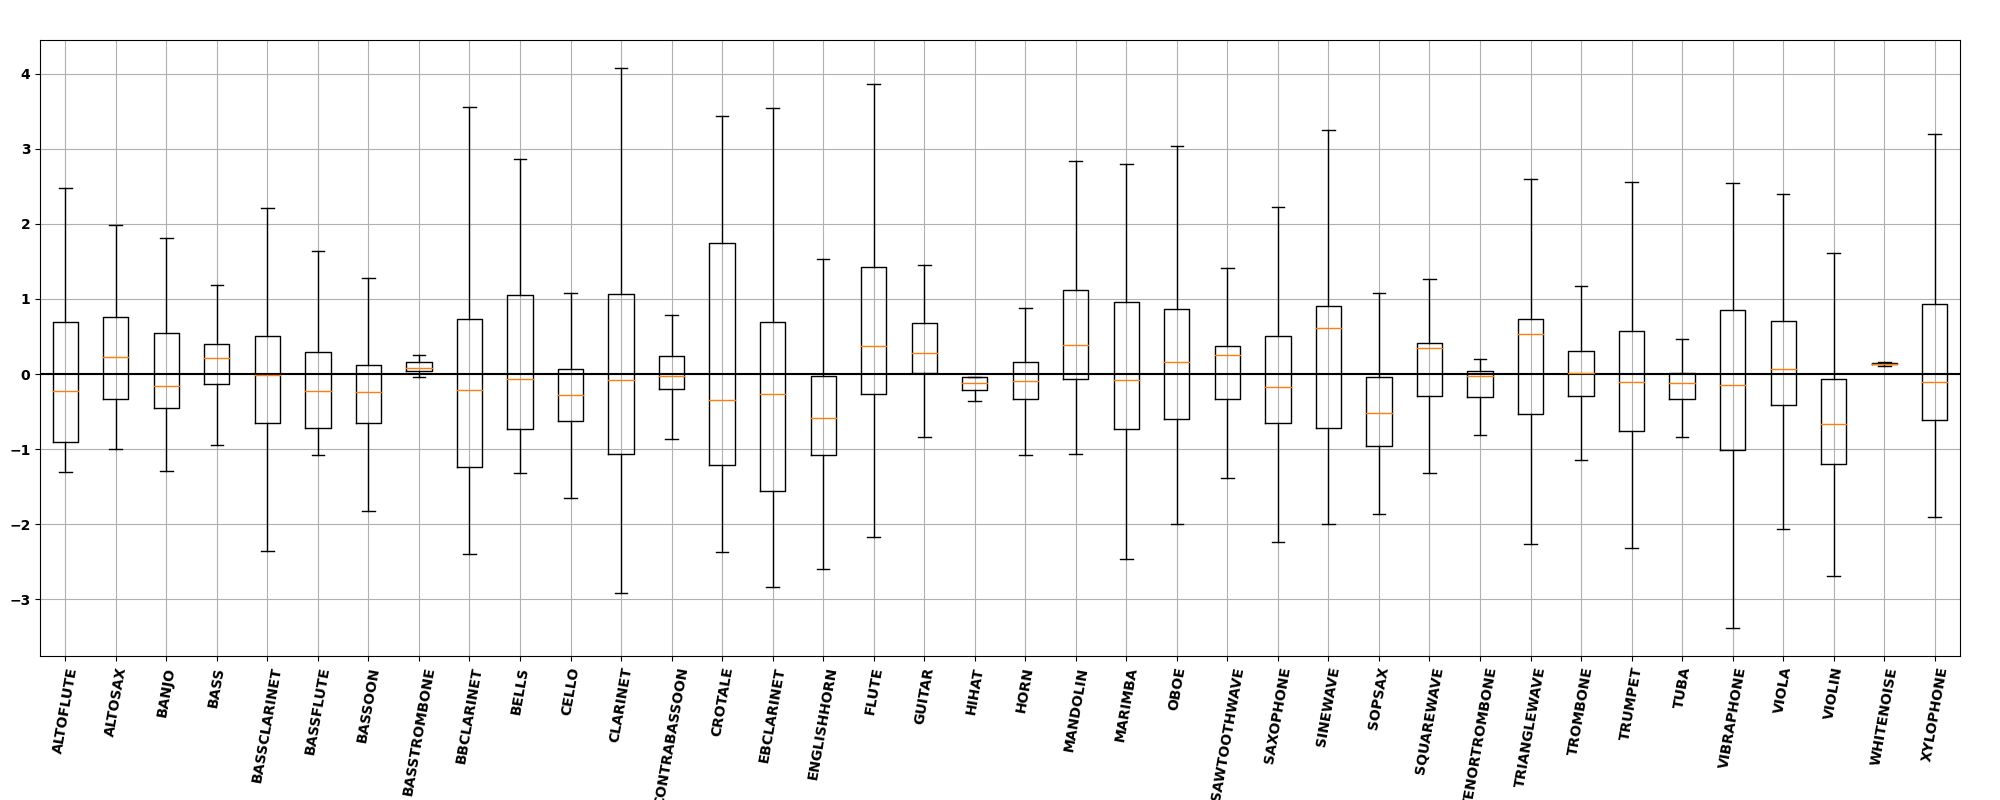 4
3
2
1
0
−1
−2
−3
ALTOFLUTE
ALTOSAX
BANJO
BASS
BASSCLARINET
BASSFLUTE
BASSOON
BASSTROMBONE
BBCLARINET
BELLS
CELLO
CLARINET
CONTRABASSOON
CROTALE
EBCLARINET
ENGLISHHORN
FLUTE
GUITAR
HIHAT
HORN
MANDOLIN
MARIMBA
OBOE
SAWTOOTHWAVE
SAXOPHONE
SINEWAVE
SOPSAX
SQUAREWAVE
ENORTROMBONE
TRIANGLEWAVE
TROMBONE
TRUMPET
TUBA
VIBRAPHONE
VIOLA
VIOLIN
WHITENOISE
XYLOPHONE